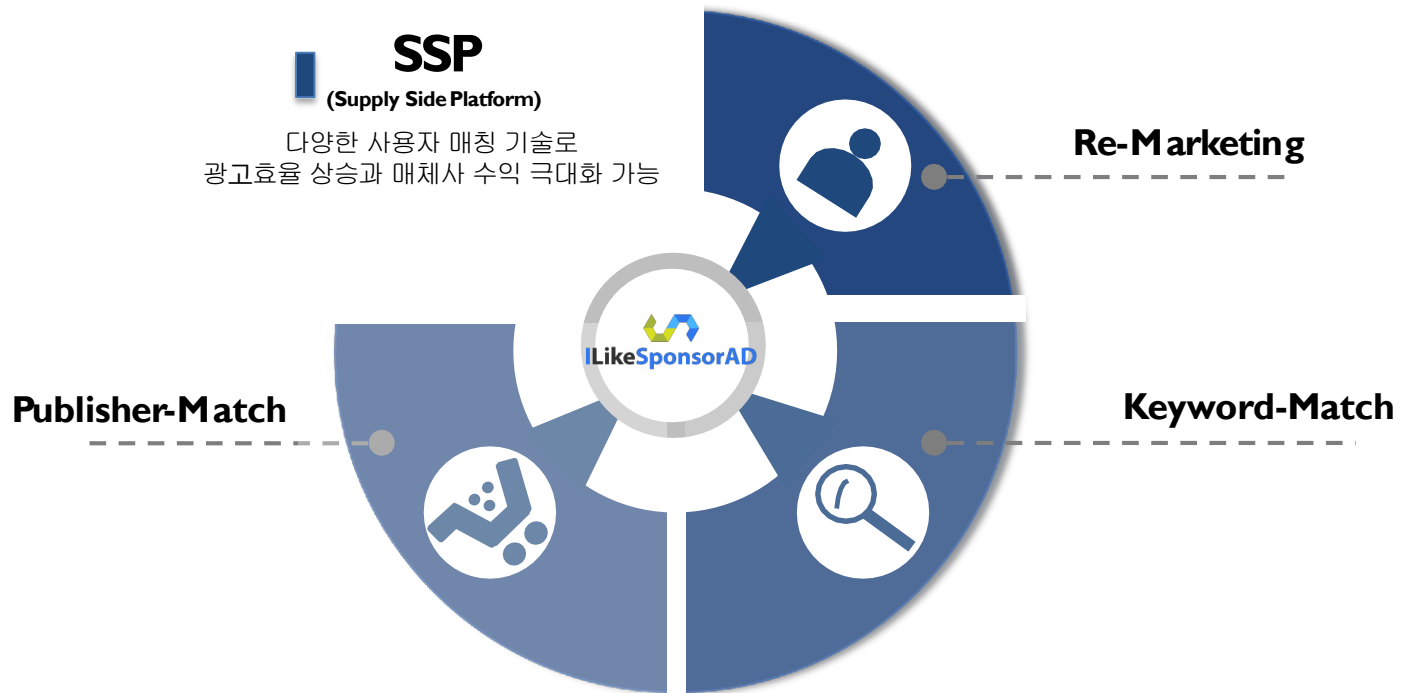 SSP
(Supply Side Platform)
다양한 사용자 매칭 기술로
광고효율 상승과 매체사 수익 극대화 가능
Re-Marketing
ILikeSponsorAD
Publisher-Match
Keyword-Match